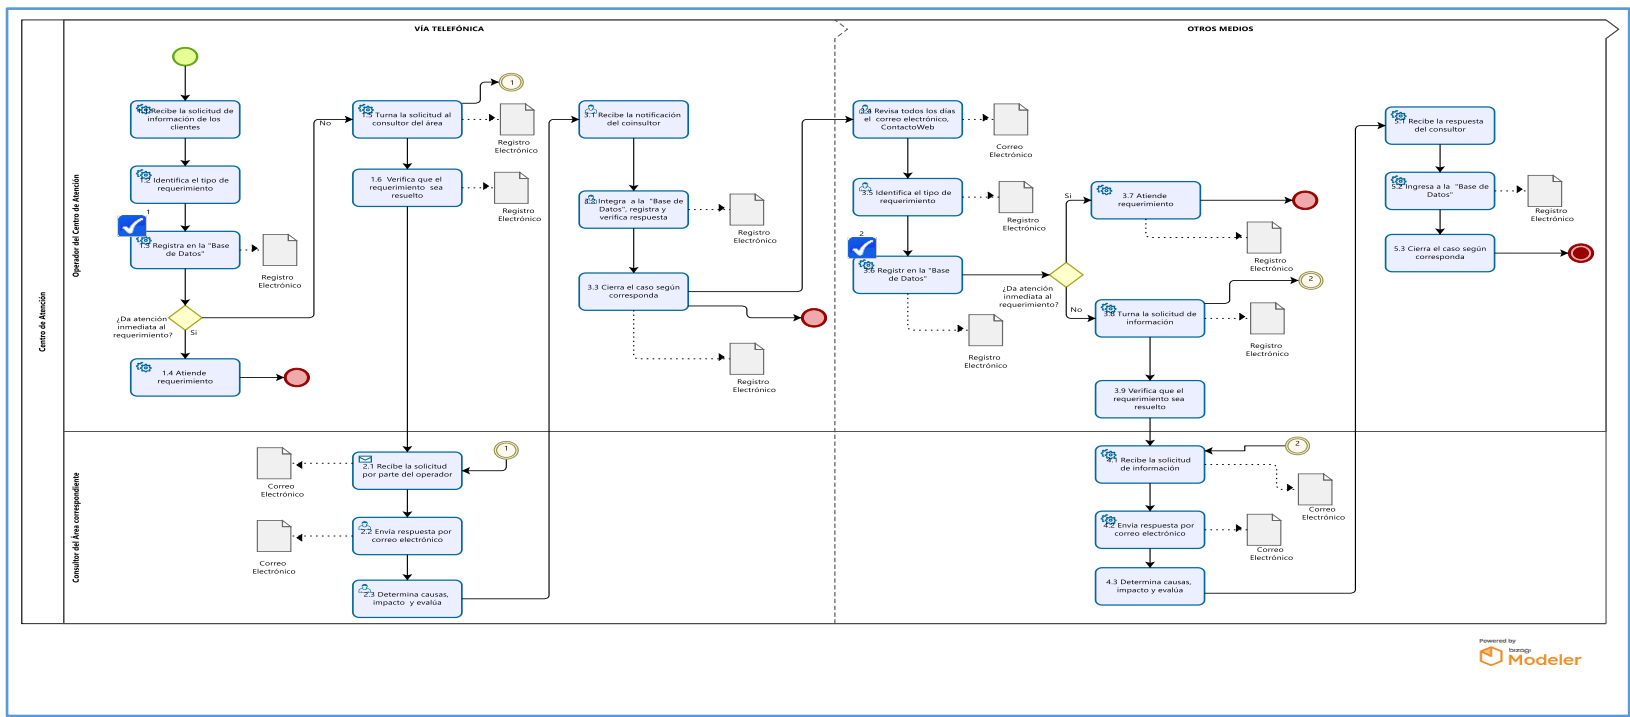 VÍA TELEFÓNICA
OTROS MEDIOS
Centro de Atención
Operador del Centro de Atención
Consultor del Área correspondiente
Recibe la solicitud de
información de los
clientes
1.2 Identifica el tipo de
requerimiento
1
1.3 Registra en la "Base
de Datos"
Registro
Electrónico
¿Da atención
inmediata al
requerimiento?
No
Si
1.4 Atiende
requerimiento
1.5 Turna la solicitud al
consultor del área
1
Registro
Electrónico
1.6 Verifica que el
requerimiento sea
resuelto
Registro
Electrónico
3.1 Recibe la notificación
del coinsultor
3.2 Integra a la "Base de
Datos", registra y
verifica respuesta
Registro
Electrónico
3.3 Cierra el caso según
corresponda
Registro
Electrónico
Revisa todos los días
el correo electrónico,
ContactoWeb
Correo
Electrónico
3.5 Identifica el tipo de
requerimiento
Registro
Electrónico
2
3.6 Registr en la "Base
de Datos"
Registro
Electrónico
¿Da atención
inmediata al
requerimiento?
Si
No
3.7 Atiende
requerimiento
Registro
Electrónico
2
3.8 Turna la solicitud de
información
Registro
Electrónico
3.9 Verifica que el
requerimiento sea
resuelto
5.1 Recibe la respuesta
del consultor
5.2 Ingresa a la "Base de
Datos"
Registro
Electrónico
5.3 Cierra el caso según
corresponda
1
2.1 Recibe la solicitud
por parte del operador
Correo
Electrónico
2.2 Envía respuesta por
correo electrónico
Correo
Electrónico
2.3 Determina causas,
impacto y evalúa
2
4.1 Recibe la solicitud
de información
Correo
Electrónico
4.2 Envía respuesta por
correo electrónico
Correo
Electrónico
4.3 Determina causas,
impacto y evalúa
Powered by
bizagi
Modeler